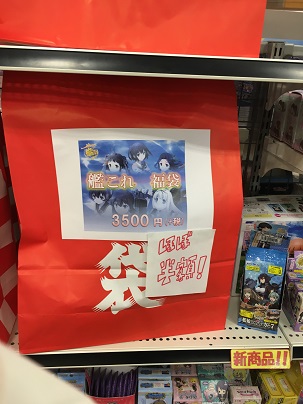 艦これ 福袋
3500円+税
ほぼ
半額!
袋
新商品!!